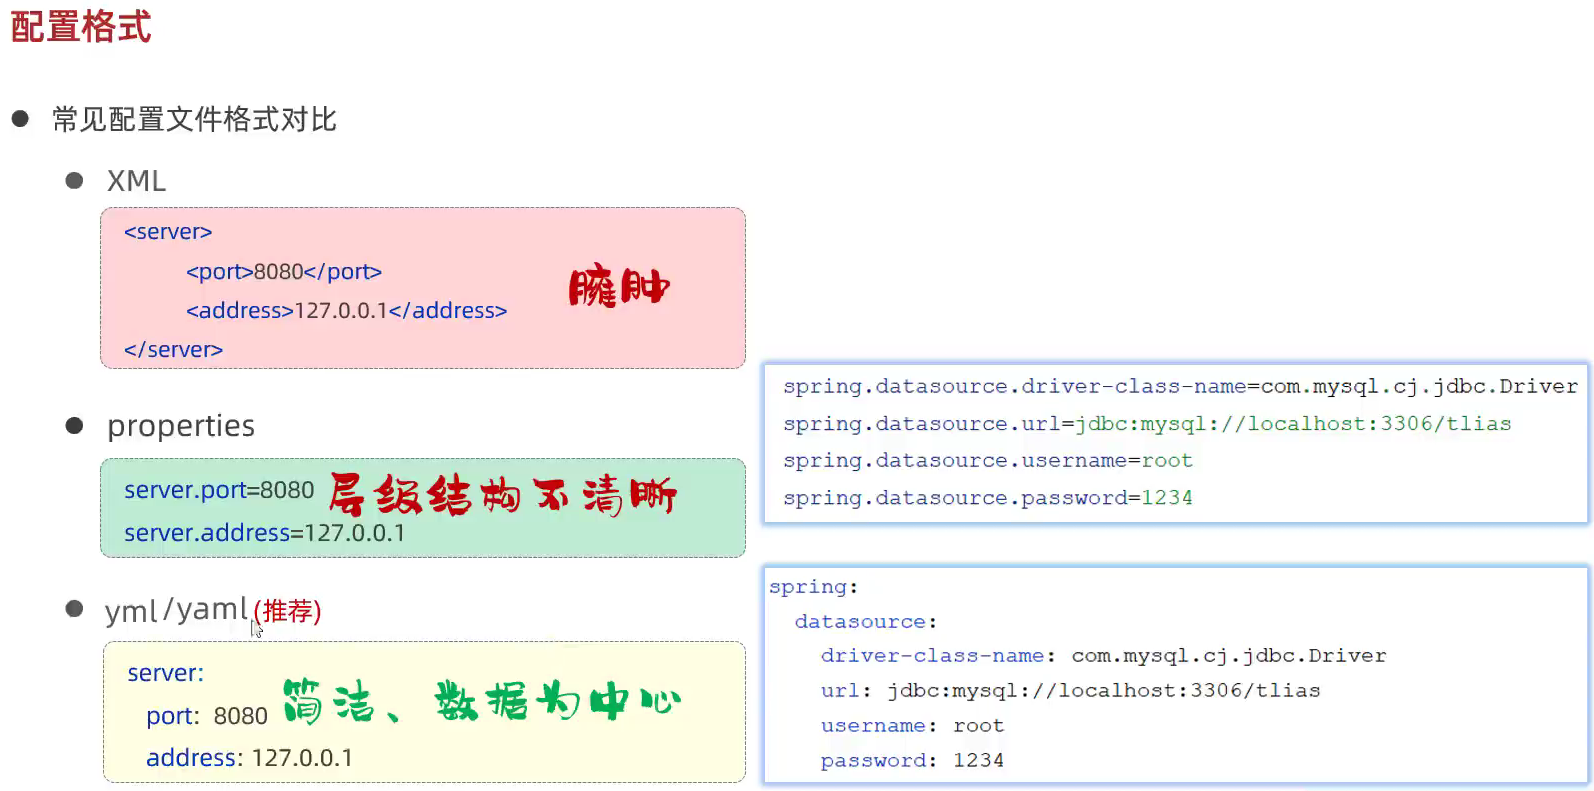 配置格式
常见配置文件格式对比
XML
<server>
<port>8080</port>
<address>127.0.0.1</address>
</server>
臃肿
properties
server.port=8080
server.address=127.0.0.1
层级结构不清晰
spring.datasource.driver-class-name=com.mysql.cj.jdbc.Driver
spring.datasource.url=jdbc:mysql://localhost:3306/tlias
spring.datasource.username=root
spring.datasource.password=1234
yml/yaml(推荐)
server:
port: 8080
address: 127.0.0.1
简洁、数据为中心
spring:
datasource:
driver-class-name: com.mysql.cj.jdbc.Driver
url: jdbc:mysql://localhost:3306/tlias
username: root
password: 1234